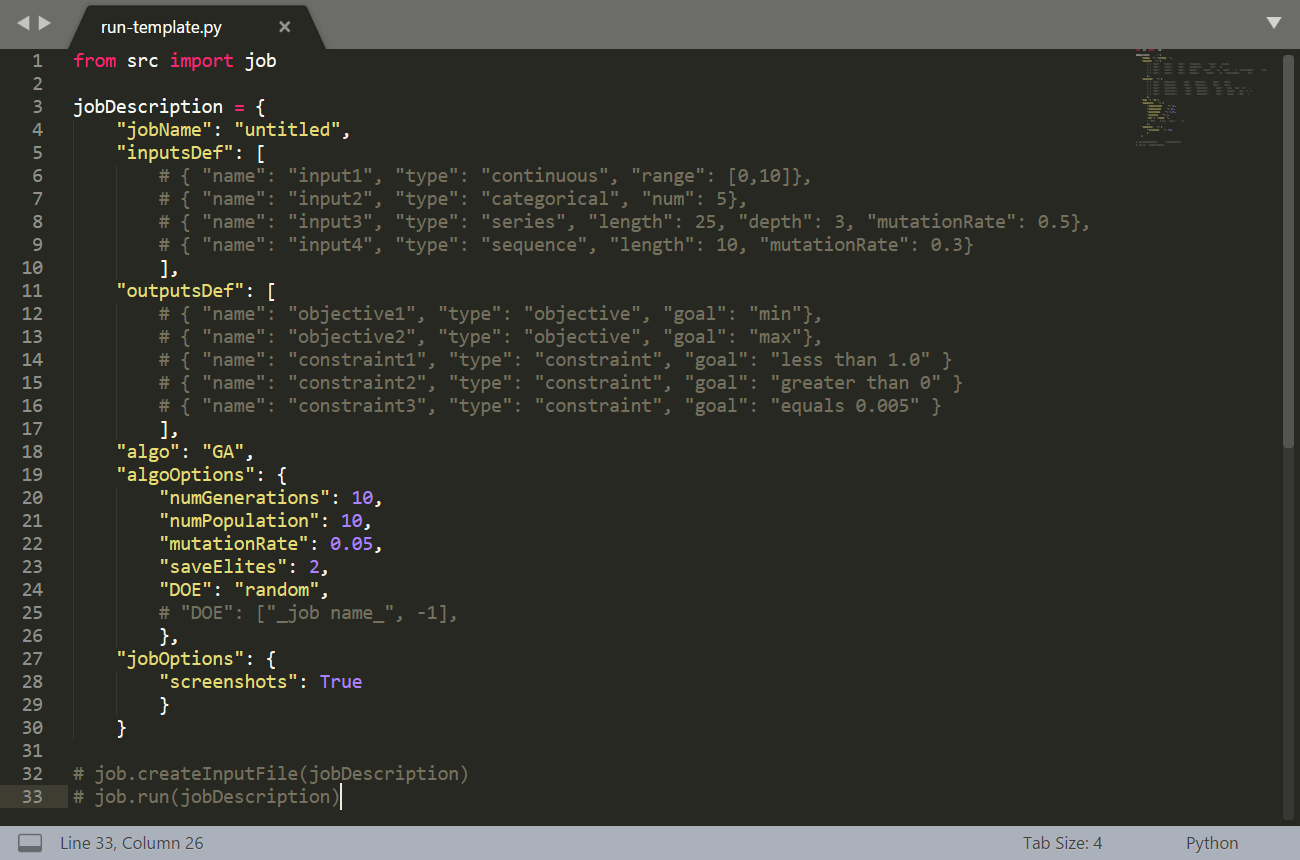 run-template.py ×
1 from src import job
2
3 jobDescription = {
4     "jobName": "untitled",
5     "inputsDef": [
6         # { "name": "input1", "type": "continuous", "range": [0,10]},
7         # { "name": "input2", "type": "categorical", "num": 5},
8         # { "name": "input3", "type": "series", "length": 25, "depth": 3, "mutationRate": 0.5},
9         # { "name": "input4", "type": "sequence", "length": 10, "mutationRate": 0.3}
10         ],
11     "outputsDef": [
12         # { "name": "objective1", "type": "objective", "goal": "min"},
13         # { "name": "objective2", "type": "objective", "goal": "max"},
14         # { "name": "constraint1", "type": "constraint", "goal": "less than 1.0" }
15         # { "name": "constraint2", "type": "constraint", "goal": "greater than 0" }
16         # { "name": "constraint3", "type": "constraint", "goal": "equals 0.005" }
17         ],
18     "algo": "GA",
19     "algoOptions": {
20         "numGenerations": 10,
21         "numPopulation": 10,
22         "mutationRate": 0.05,
23         "saveElites": 2,
24         "DOE": "random",
25         # "DOE": ["_job name_", -1],
26         },
27     "jobOptions": {
28         "screenshots": True
29         }
30     }
31
32 # job.createInputFile(jobDescription)
33 # job.run(jobDescription)
Line 33, Column 26 Tab Size: 4 Python